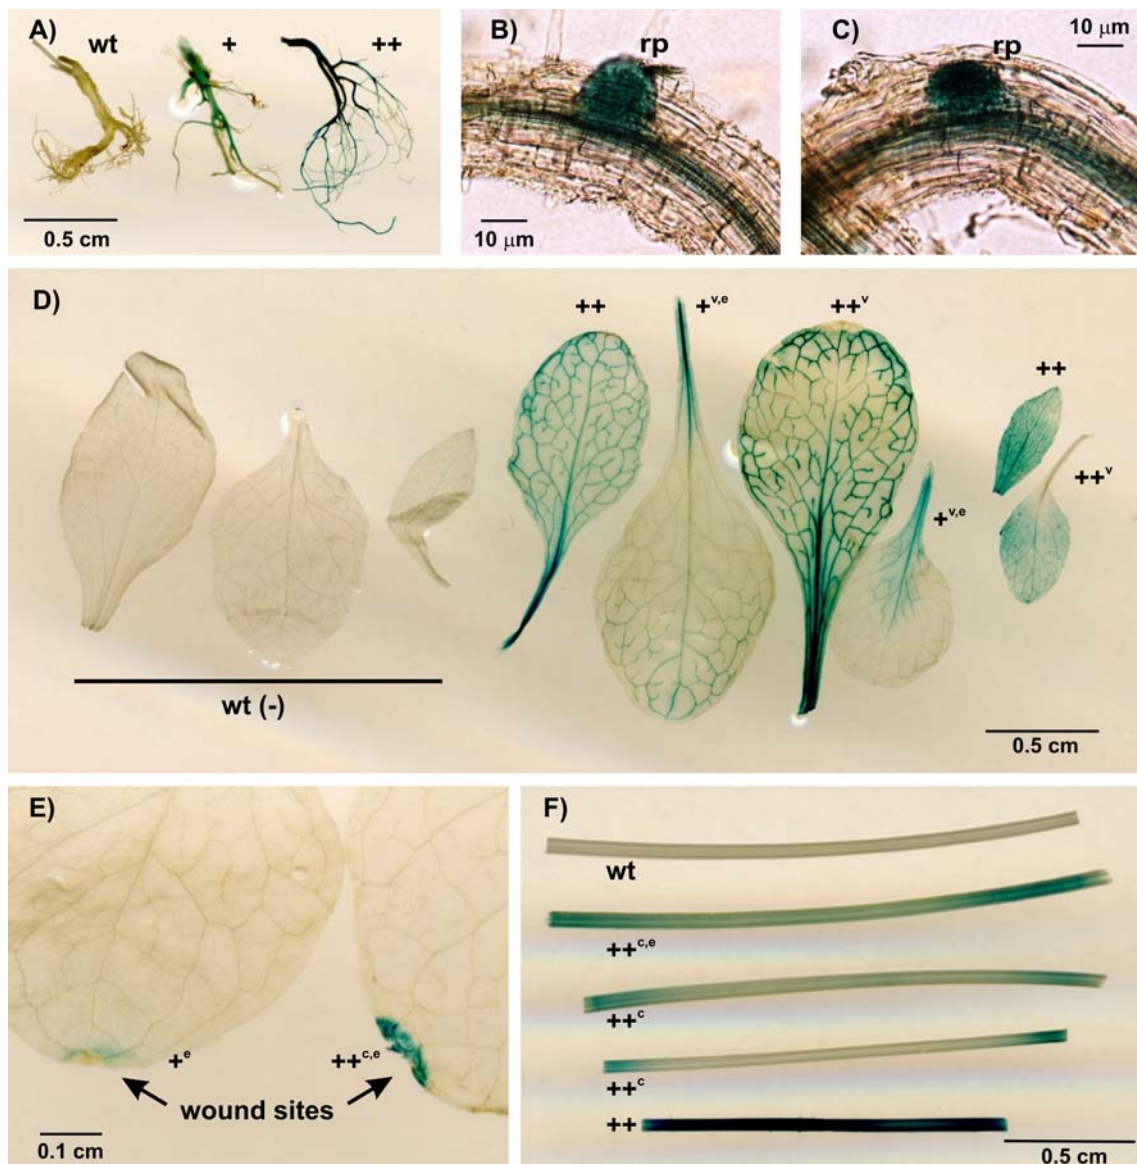 A)
wt
+
++
0.5 cm
B)
rp
10 μm
C)
rp
10 μm
D)
++
+v,e
++v
+v,e
++
++v
wt (-)
0.5 cm
E)
+e
++c,e
wound sites
0.1 cm
F)
wt
++c,e
++c
++c
++
0.5 cm